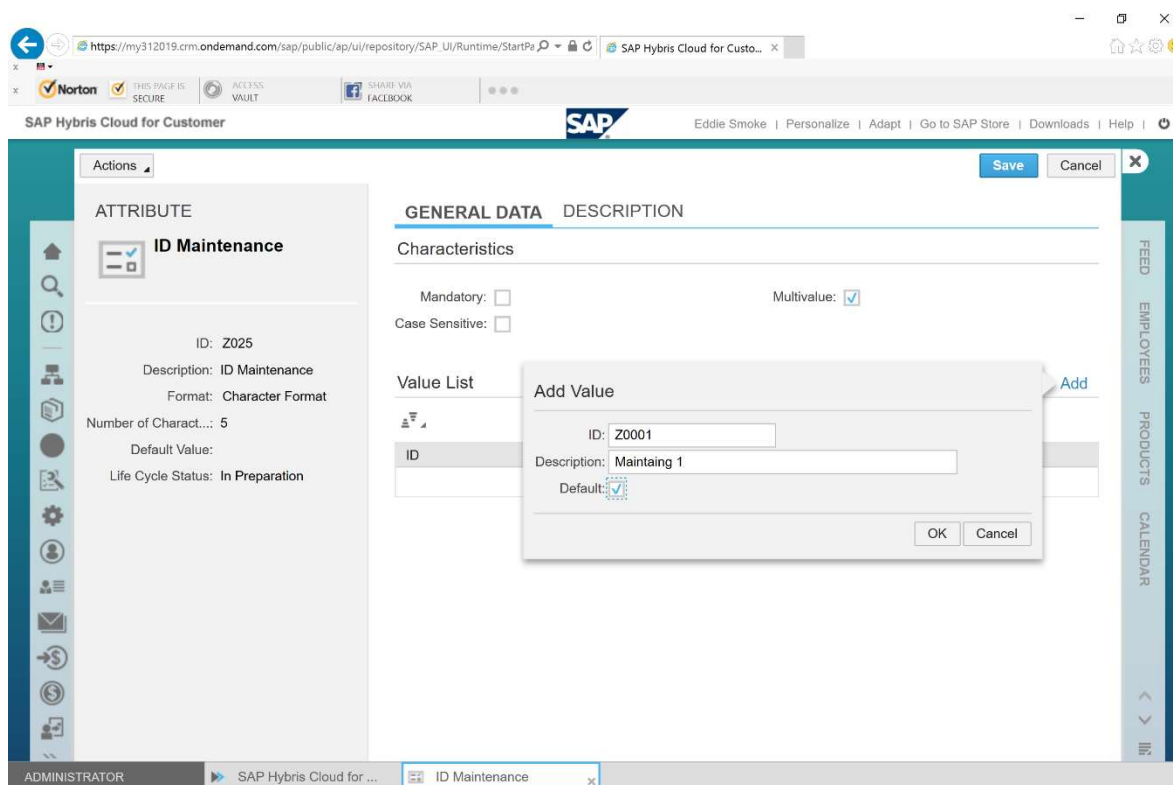 https://my312019.crm.ondemand.com/sap/public/ap/ui/repository/SAP_UI/Runtime/StartPa
SAP Hybris Cloud for Custo...
Norton
THIS PAGE IS
SECURE
ACCESS
VAULT
SHARE VIA
FACEBOOK
SAP Hybris Cloud for Customer
SAP
Eddie Smoke | Personalize | Adapt | Go to SAP Store | Downloads | Help |
Actions
Save
Cancel
ATTRIBUTE
ID Maintenance
ID: Z025
Description: ID Maintenance
Format: Character Format
Number of Charact...: 5
Default Value:
Life Cycle Status: In Preparation
GENERAL DATA DESCRIPTION
Characteristics
Mandatory:
Multivalue:
Case Sensitive:
Value List
Add
ID
Add Value
ID: Z0001
Description: Maintaing 1
Default:
OK
Cancel
FEED
EMPLOYEES
PRODUCTS
CALENDAR
ADMINISTRATOR
SAP Hybris Cloud for ...
ID Maintenance